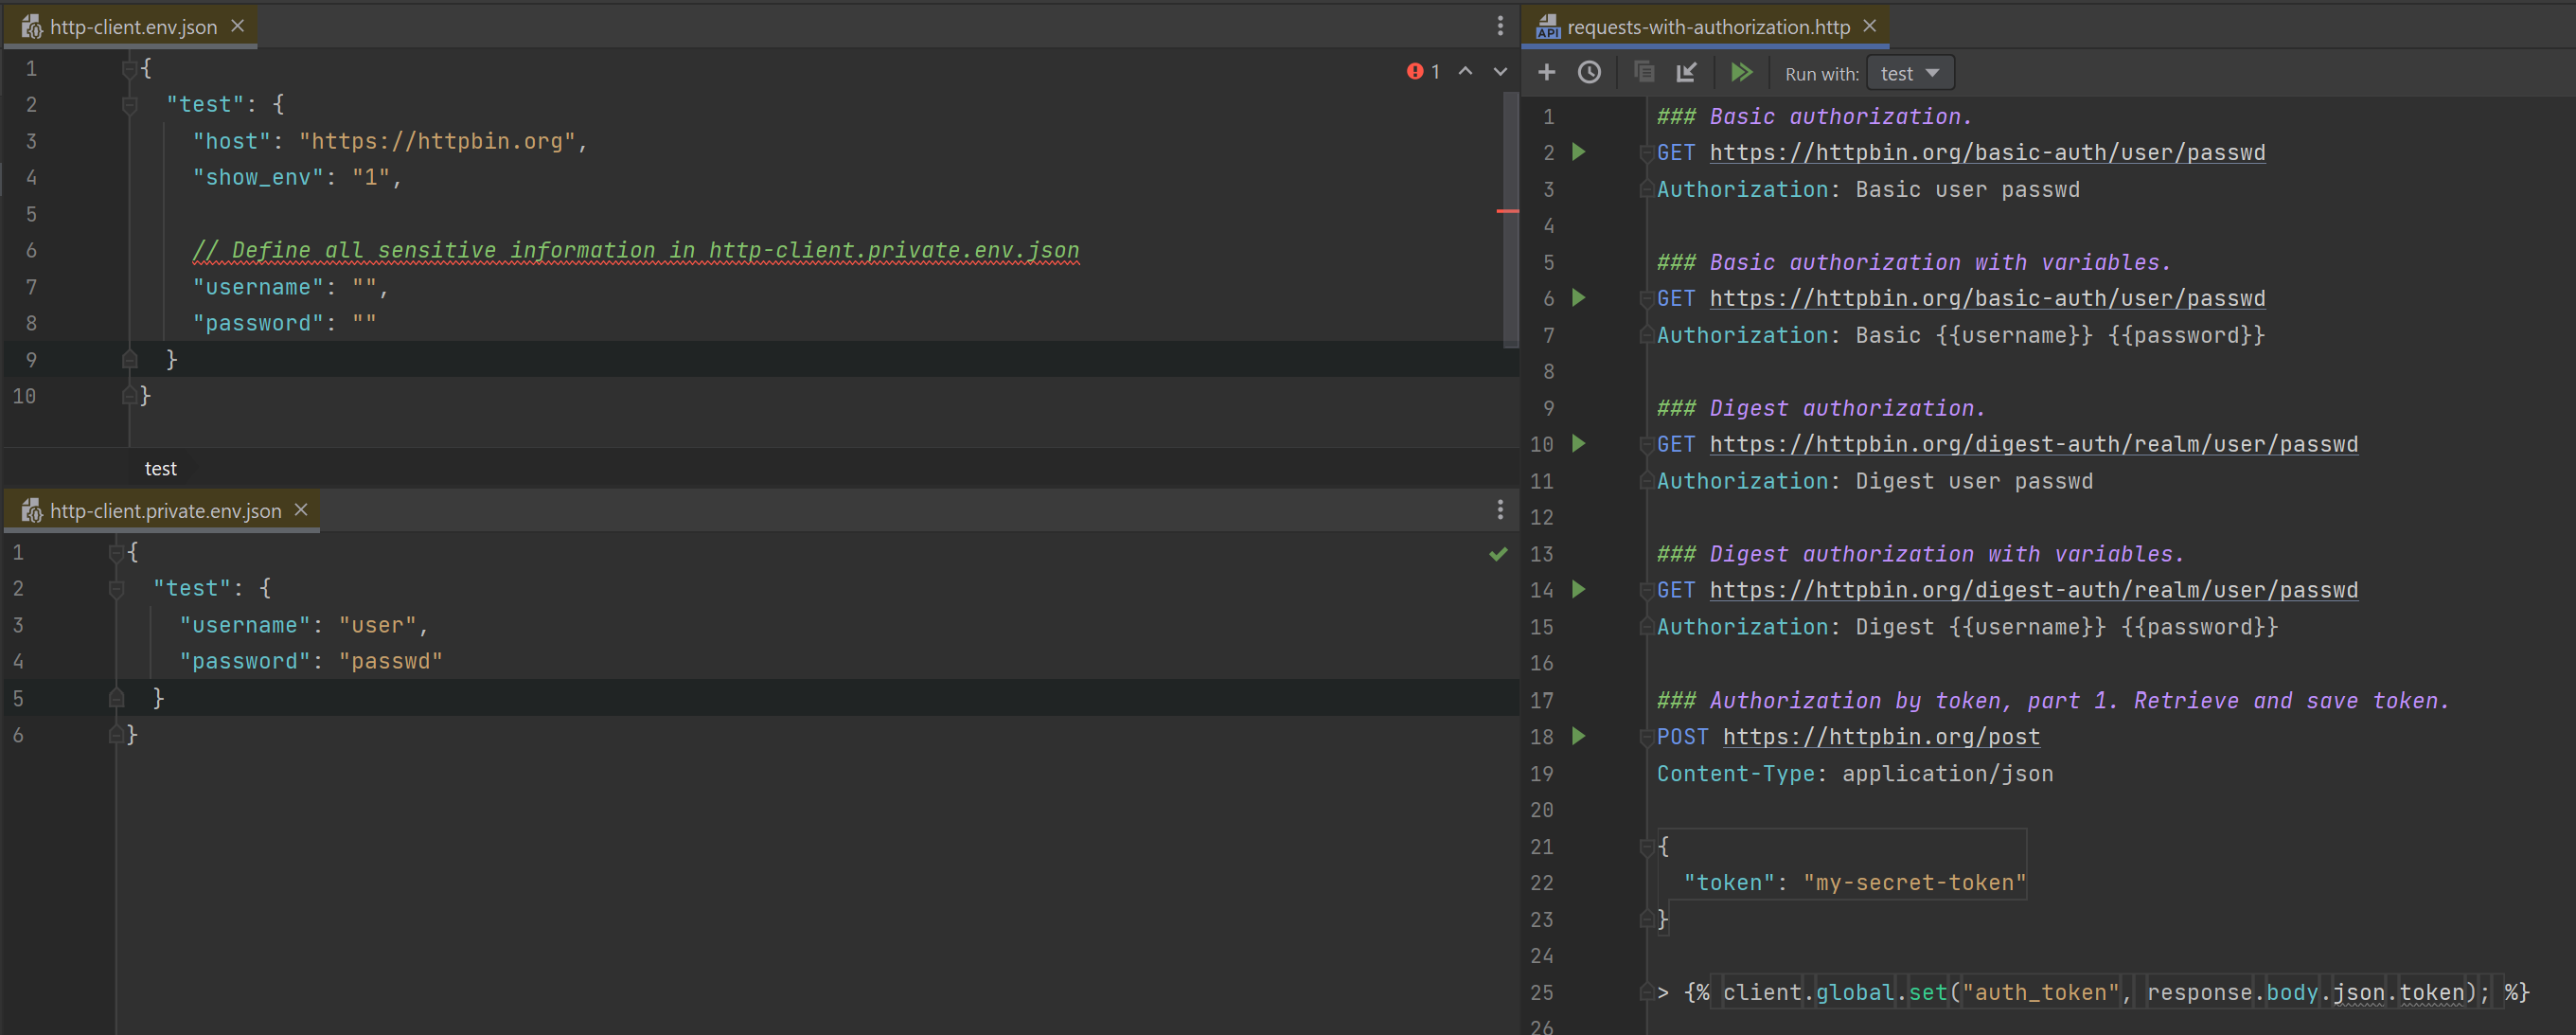 http-client.env.json
1 {
2 "test": {
3 "host": "https://httpbin.org",
4 "show_env": "1",
5
6 // Define all sensitive information in http-client.private.env.json
7 "username": "",
8 "password": ""
9 }
10 }
1
test
http-client.private.env.json
1 {
2 "test": {
3 "username": "user",
4 "password": "passwd"
5 }
6 }
API requests-with-authorization.http
Run with: test
1 ### Basic authorization.
2 GET https://httpbin.org/basic-auth/user/passwd
3 Authorization: Basic user passwd
4
5 ### Basic authorization with variables.
6 GET https://httpbin.org/basic-auth/user/passwd
7 Authorization: Basic {{username}} {{password}}
8
9 ### Digest authorization.
10 GET https://httpbin.org/digest-auth/realm/user/passwd
11 Authorization: Digest user passwd
12
13 ### Digest authorization with variables.
14 GET https://httpbin.org/digest-auth/realm/user/passwd
15 Authorization: Digest {{username}} {{password}}
16
17 ### Authorization by token, part 1. Retrieve and save token.
18 POST https://httpbin.org/post
19 Content-Type: application/json
20
21 {
22 "token": "my-secret-token"
23 }
24
25 > {% client.global.set("auth_token", response.body.json.token); %}
26